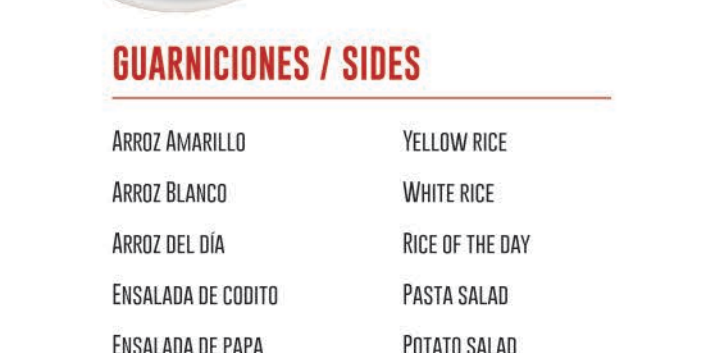 GUARNICIONES / SIDES
ARROZ AMARILLO YELLOW RICE
ARROZ BLANCO WHITE RICE
ARROZ DEL DÍA RICE OF THE DAY
ENSALADA DE CODITO PASTA SALAD
ENSALADA DE PAPA POTATO SALAD